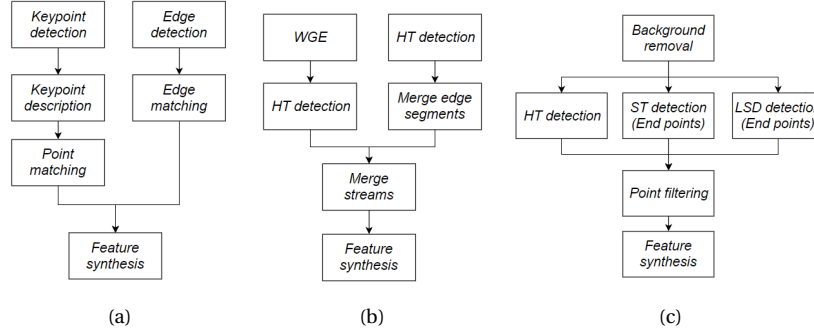 Keypoint
detection
Edge
detection
Keypoint
description
Edge
matching
Point
matching
Feature
synthesis
(a)
WGE
HT detection
HT detection
Merge edge
segments
Merge
streams
Feature
synthesis
(b)
Background
removal
HT detection
ST detection
(End points)
LSD detection
(End points)
Point filtering
Feature
synthesis
(c)